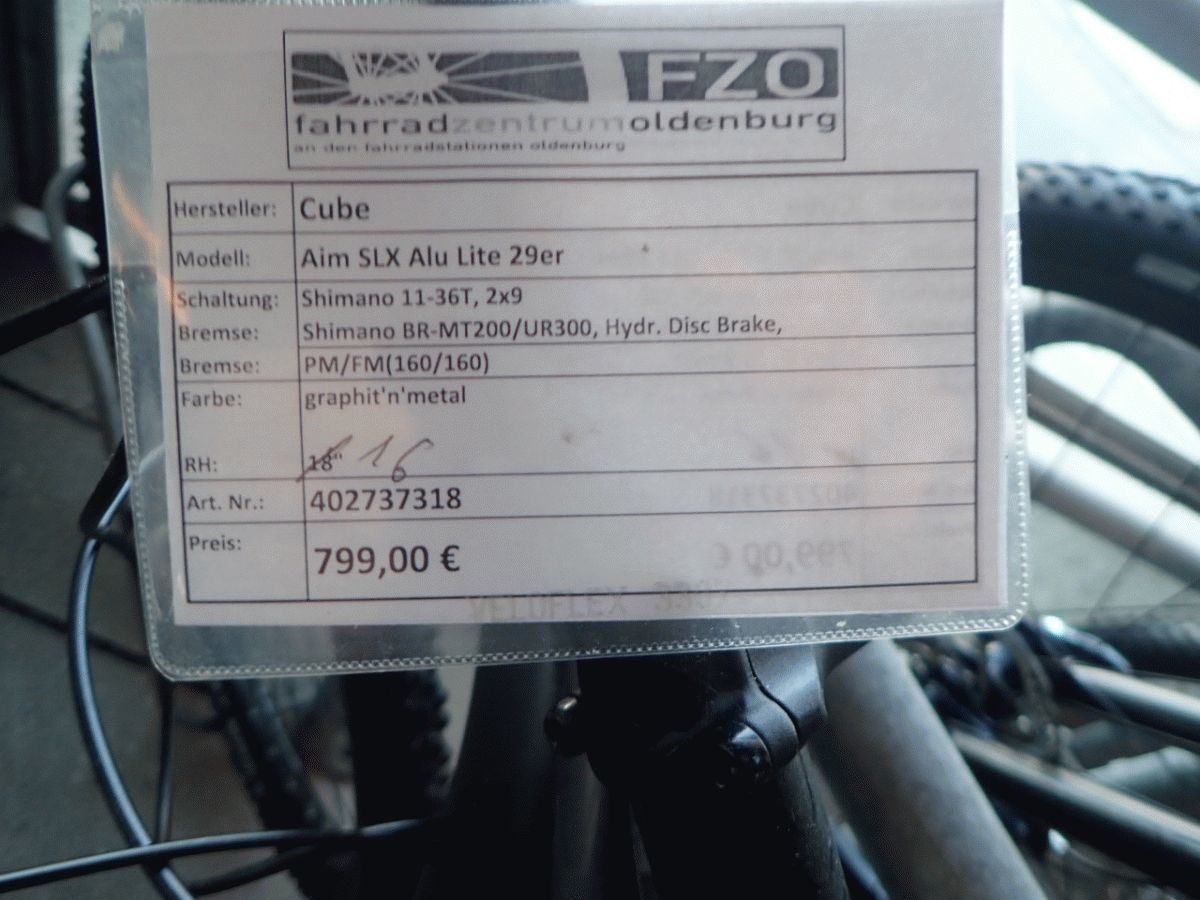 FZO
fahrradzentrumoldenburg
an den fahrradstationen oldenburg
Hersteller: Cube
Modell: Aim SLX Alu Lite 29er
Schaltung: Shimano 11-36T, 2x9
Bremse: Shimano BR-MT200/UR300, Hydr. Disc Brake,
Bremse: PM/FM(160/160)
Farbe: graphit'n'metal
RH: 18" 16
Art. Nr.: 402737318
Preis: 799,00 €
VELOFLEX